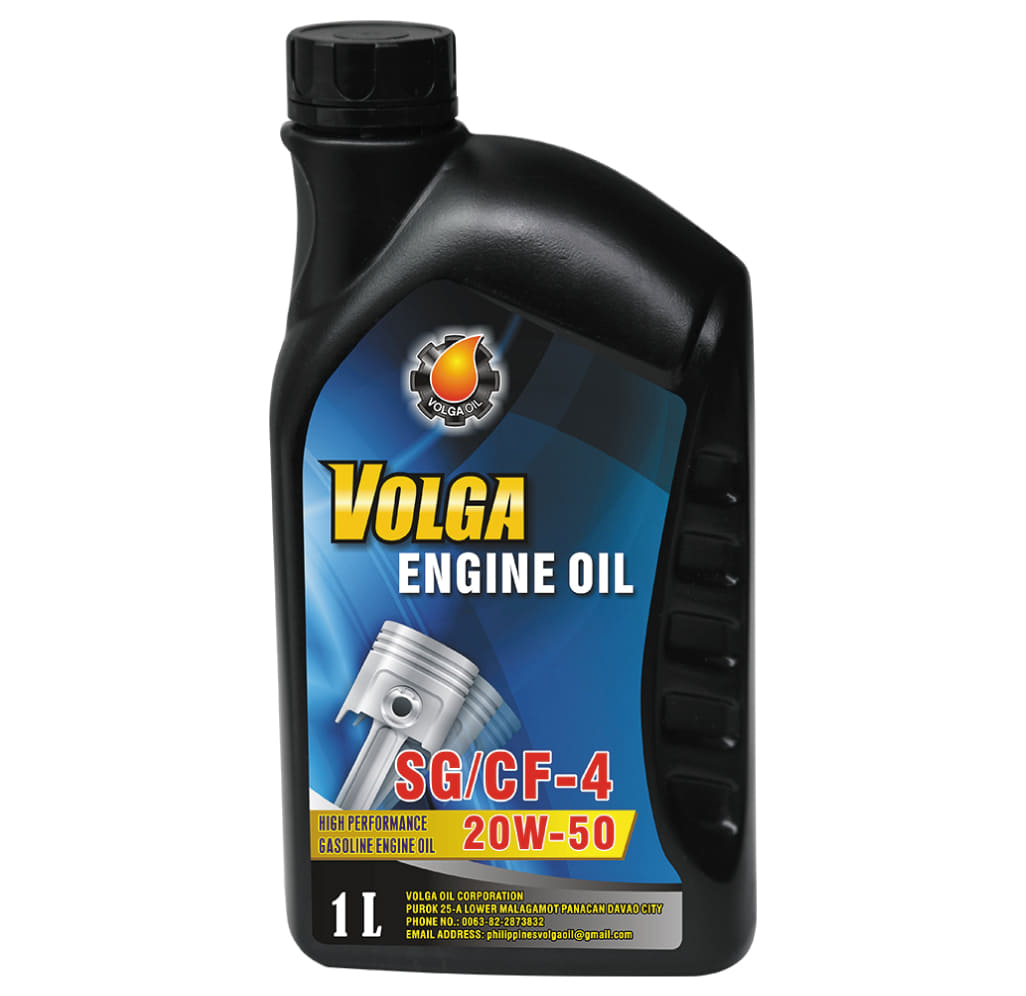 VOLGA OIL
VOLGA
ENGINE OIL
SG/CF-4
HIGH PERFORMANCE
GASOLINE ENGINE OIL
20W-50
1 L
VOLGA OIL CORPORATION
PUROK 25-A LOWER MALAGAMOT PANACAN DAVAO CITY
PHONE NO.: 0063-82-2873832
EMAIL ADDRESS: philippinesvolgaoil@gmail.com